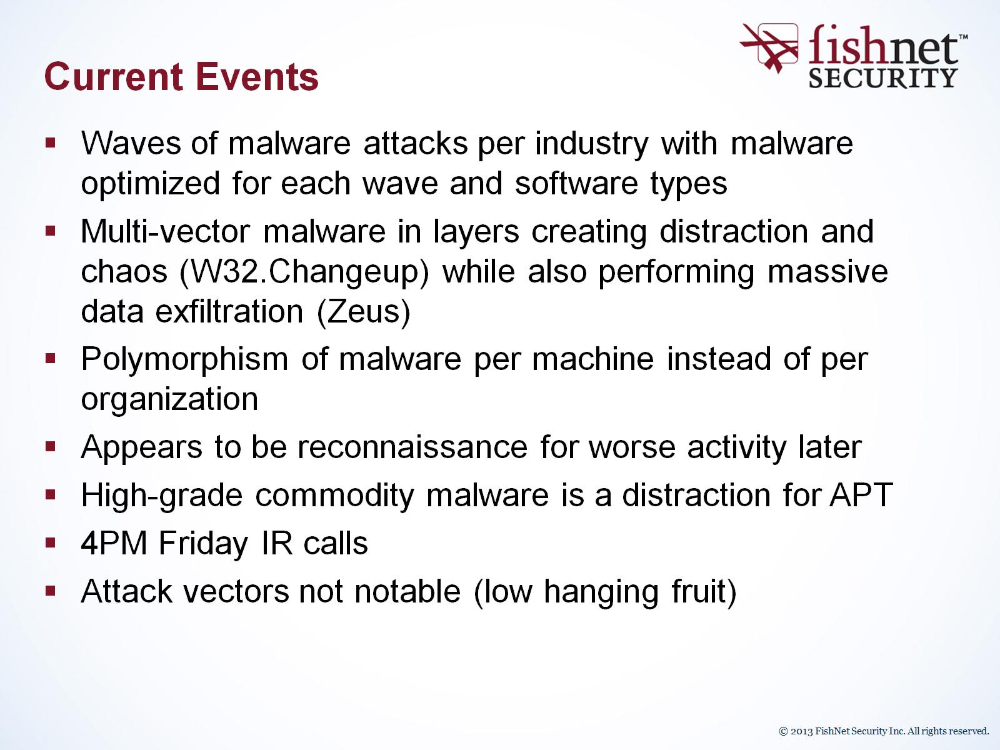 fishnet™
SECURITY
Current Events
▪ Waves of malware attacks per industry with malware
optimized for each wave and software types
▪ Multi-vector malware in layers creating distraction and
chaos (W32.Changeup) while also performing massive
data exfiltration (Zeus)
▪ Polymorphism of malware per machine instead of per
organization
▪ Appears to be reconnaissance for worse activity later
▪ High-grade commodity malware is a distraction for APT
▪ 4PM Friday IR calls
▪ Attack vectors not notable (low hanging fruit)
© 2013 FishNet Security Inc. All rights reserved.